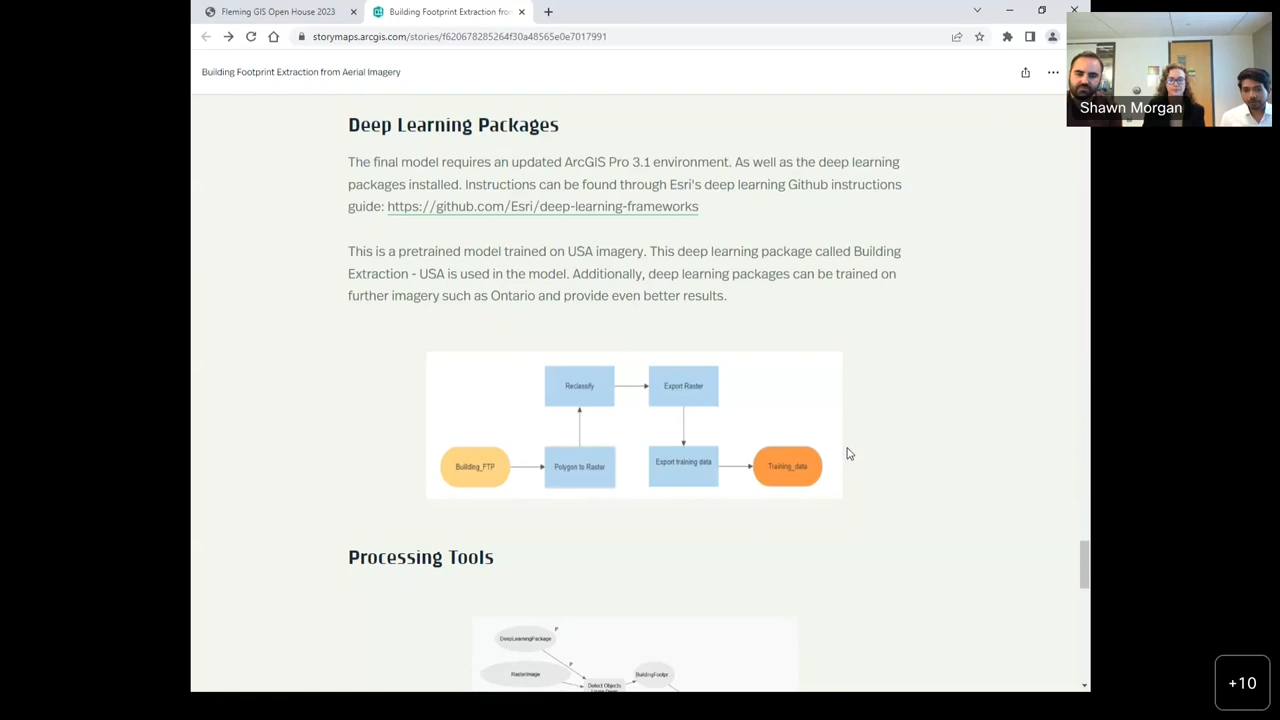 Fleming GIS Open House 2023
Building Footprint Extraction from
storymaps.arcgis.com/stories/f620678285264f30a48565e0e7017991
Building Footprint Extraction from Aerial Imagery
Shawn Morgan
Deep Learning Packages
The final model requires an updated ArcGIS Pro 3.1 environment. As well as the deep learning
packages installed. Instructions can be found through Esri's deep learning Github instructions
guide: https://github.com/Esri/deep-learning-frameworks
This is a pretrained model trained on USA imagery. This deep learning package called Building
Extraction - USA is used in the model. Additionally, deep learning packages can be trained on
further imagery such as Ontario and provide even better results.
Reclassify
Export Raster
Building_FTP
Polygon to Raster
Export training data
Training_data
Processing Tools
DeepLearningPackage
P
P
RasterImage
BuildingFootpr
Detect Objects
+10